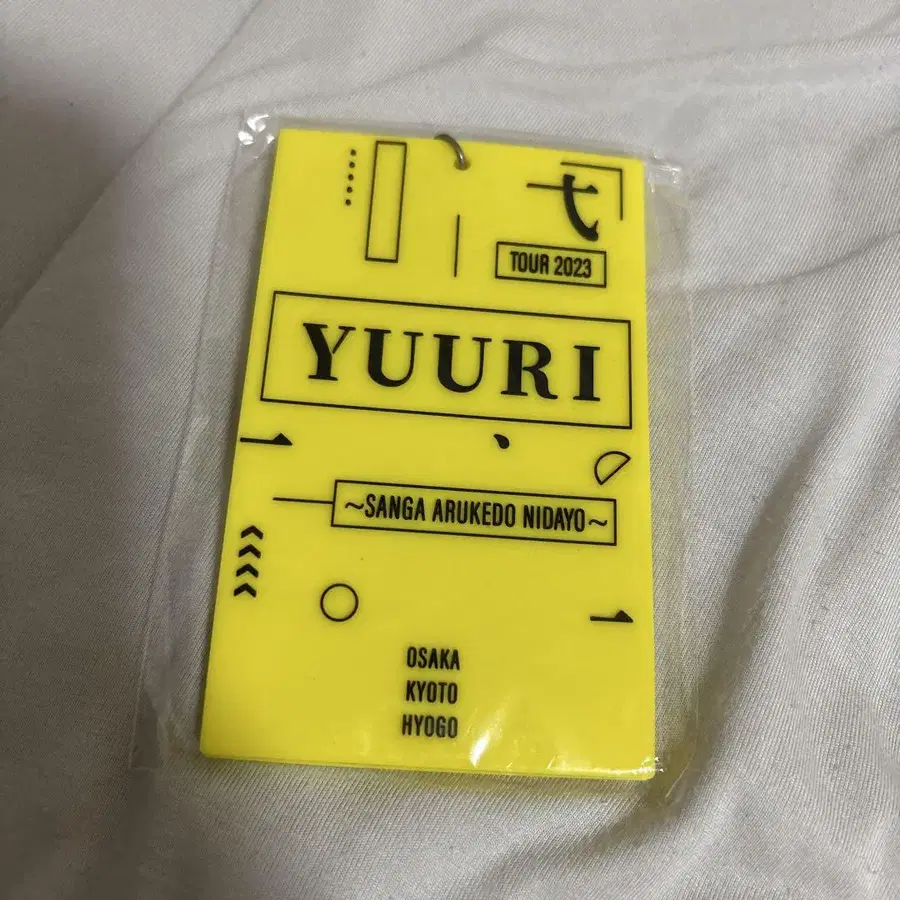 TOUR 2023
YUURI
~SANGA ARUKEDO NIDAYO~
OSAKA
KYOTO
HYOGO